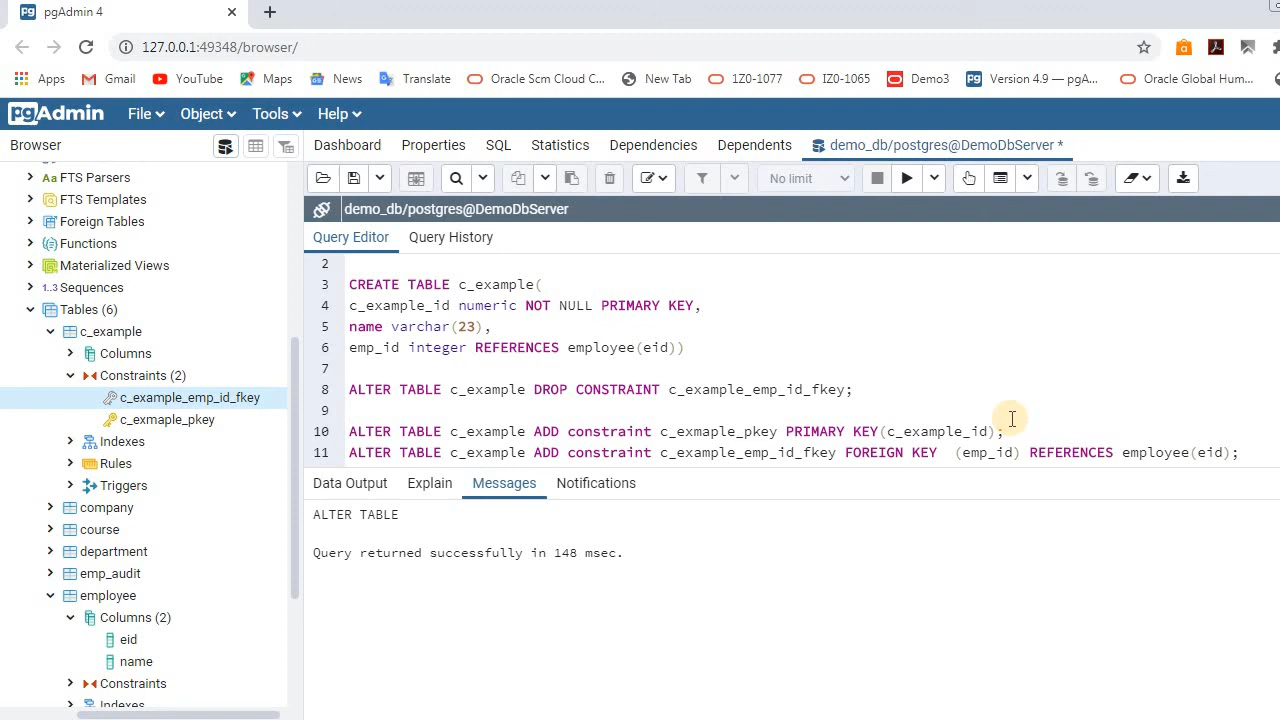 pgAdmin 4
127.0.0.1:49348/browser/
Apps Gmail YouTube Maps News Translate Oracle Scm Cloud C... New Tab 1Z0-1077 IZ0-1065 Demo3 Version 4.9 — pgA... Oracle Global Hum...
pgAdmin File Object Tools Help
Browser
Dashboard Properties SQL Statistics Dependencies Dependents demo_db/postgres@DemoDbServer *
No limit
demo_db/postgres@DemoDbServer
Query Editor Query History
Aa FTS Parsers
FTS Templates
Foreign Tables
Functions
Materialized Views
1..3 Sequences
Tables (6)
c_example
Columns
Constraints (2)
c_example_emp_id_fkey
c_exmaple_pkey
Indexes
Rules
Triggers
company
course
department
emp_audit
employee
Columns (2)
eid
name
Constraints
Indexes
2
3 CREATE TABLE c_example(
4 c_example_id numeric NOT NULL PRIMARY KEY,
5 name varchar(23),
6 emp_id integer REFERENCES employee(eid))
7
8 ALTER TABLE c_example DROP CONSTRAINT c_example_emp_id_fkey;
9
10 ALTER TABLE c_example ADD constraint c_exmaple_pkey PRIMARY KEY(c_example_id);
11 ALTER TABLE c_example ADD constraint c_example_emp_id_fkey FOREIGN KEY  (emp_id) REFERENCES employee(eid);
Data Output Explain Messages Notifications
ALTER TABLE
Query returned successfully in 148 msec.